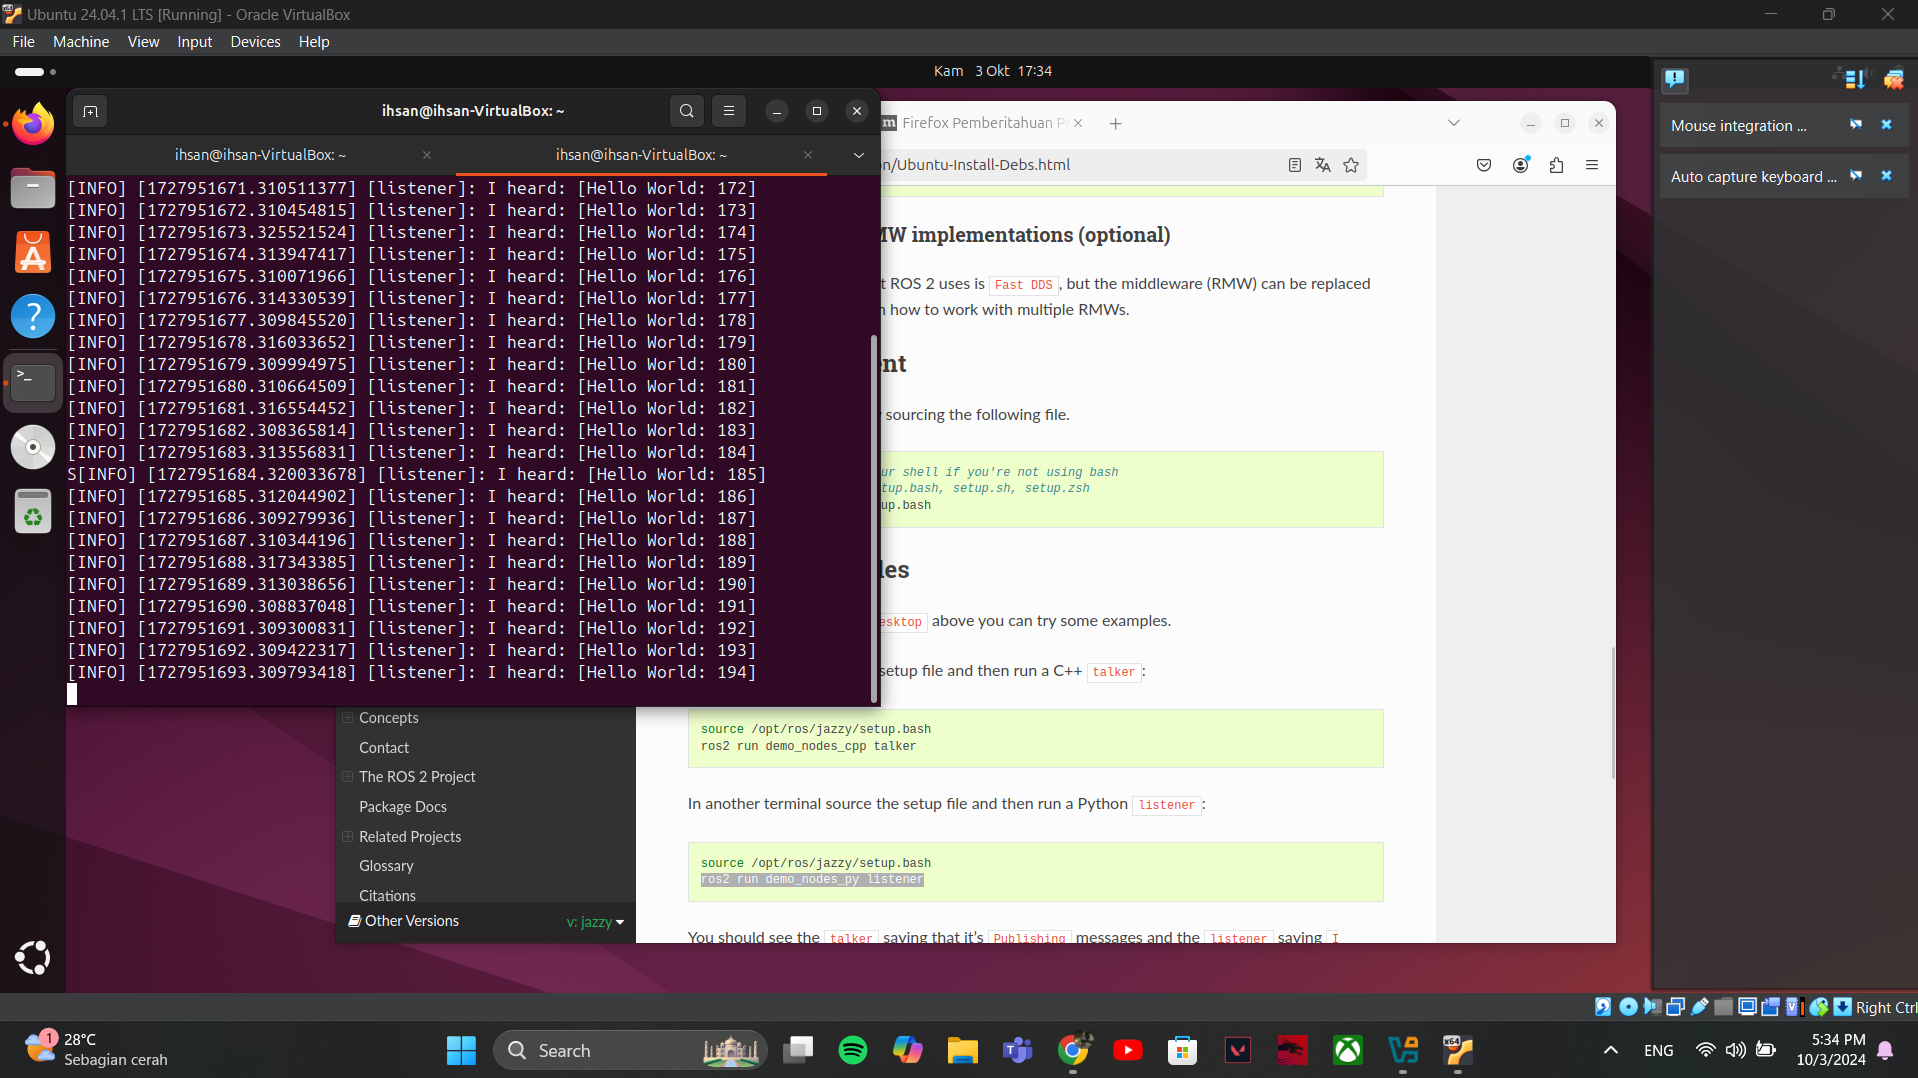 Ubuntu 24.04.1 LTS [Running] - Oracle VirtualBox
File Machine View Input Devices Help
Kam 3 Okt 17:34
ihsan@ihsan-VirtualBox: ~
ihsan@ihsan-VirtualBox: ~
ihsan@ihsan-VirtualBox: ~
[INFO] [1727951671.310511377] [listener]: I heard: [Hello World: 172]
[INFO] [1727951672.310454815] [listener]: I heard: [Hello World: 173]
[INFO] [1727951673.325521524] [listener]: I heard: [Hello World: 174]
[INFO] [1727951674.313947417] [listener]: I heard: [Hello World: 175]
[INFO] [1727951675.310071966] [listener]: I heard: [Hello World: 176]
[INFO] [1727951676.314330539] [listener]: I heard: [Hello World: 177]
[INFO] [1727951677.309845520] [listener]: I heard: [Hello World: 178]
[INFO] [1727951678.316033652] [listener]: I heard: [Hello World: 179]
[INFO] [1727951679.309994975] [listener]: I heard: [Hello World: 180]
[INFO] [1727951680.310664509] [listener]: I heard: [Hello World: 181]
[INFO] [1727951681.316554452] [listener]: I heard: [Hello World: 182]
[INFO] [1727951682.308365814] [listener]: I heard: [Hello World: 183]
[INFO] [1727951683.313556831] [listener]: I heard: [Hello World: 184]
S[INFO] [1727951684.320033678] [listener]: I heard: [Hello World: 185]
[INFO] [1727951685.312044902] [listener]: I heard: [Hello World: 186]
[INFO] [1727951686.309279936] [listener]: I heard: [Hello World: 187]
[INFO] [1727951687.310344196] [listener]: I heard: [Hello World: 188]
[INFO] [1727951688.317343385] [listener]: I heard: [Hello World: 189]
[INFO] [1727951689.313038656] [listener]: I heard: [Hello World: 190]
[INFO] [1727951690.308837048] [listener]: I heard: [Hello World: 191]
[INFO] [1727951691.309300831] [listener]: I heard: [Hello World: 192]
[INFO] [1727951692.309422317] [listener]: I heard: [Hello World: 193]
[INFO] [1727951693.309793418] [listener]: I heard: [Hello World: 194]
m Firefox Pemberitahuan Pr
n/Ubuntu-Install-Debs.html
MW implementations (optional)
t ROS 2 uses is Fast DDS, but the middleware (RMW) can be replaced
n how to work with multiple RMWs.
ent
sourcing the following file.
ur shell if you're not using bash
tup.bash, setup.sh, setup.zsh
up.bash
les
esktop above you can try some examples.
setup file and then run a C++ talker:
source /opt/ros/jazzy/setup.bash
ros2 run demo_nodes_cpp talker
In another terminal source the setup file and then run a Python listener:
source /opt/ros/jazzy/setup.bash
ros2 run demo_nodes_py listener
You should see the talker saying that it’s Publishing messages and the listener saying I
Concepts
Contact
The ROS 2 Project
Package Docs
Related Projects
Glossary
Citations
Other Versions v: jazzy
Mouse integration ...
Auto capture keyboard ...
Right Ctrl
1
28°C
Sebagian cerah
Search
ENG
5:34 PM
10/3/2024